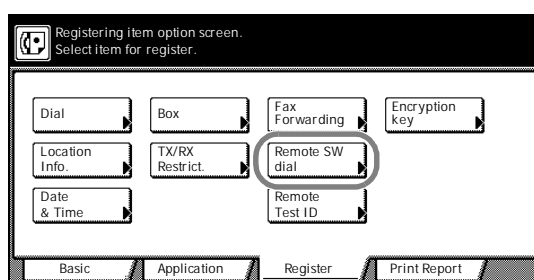 Registering item option screen.
Select item for register.
Dial
Box
Fax
Forwarding
Encryption
key
Location
Info.
TX/RX
Restrict.
Remote SW
dial
Date
& Time
Remote
Test ID
Basic
Application
Register
Print Report